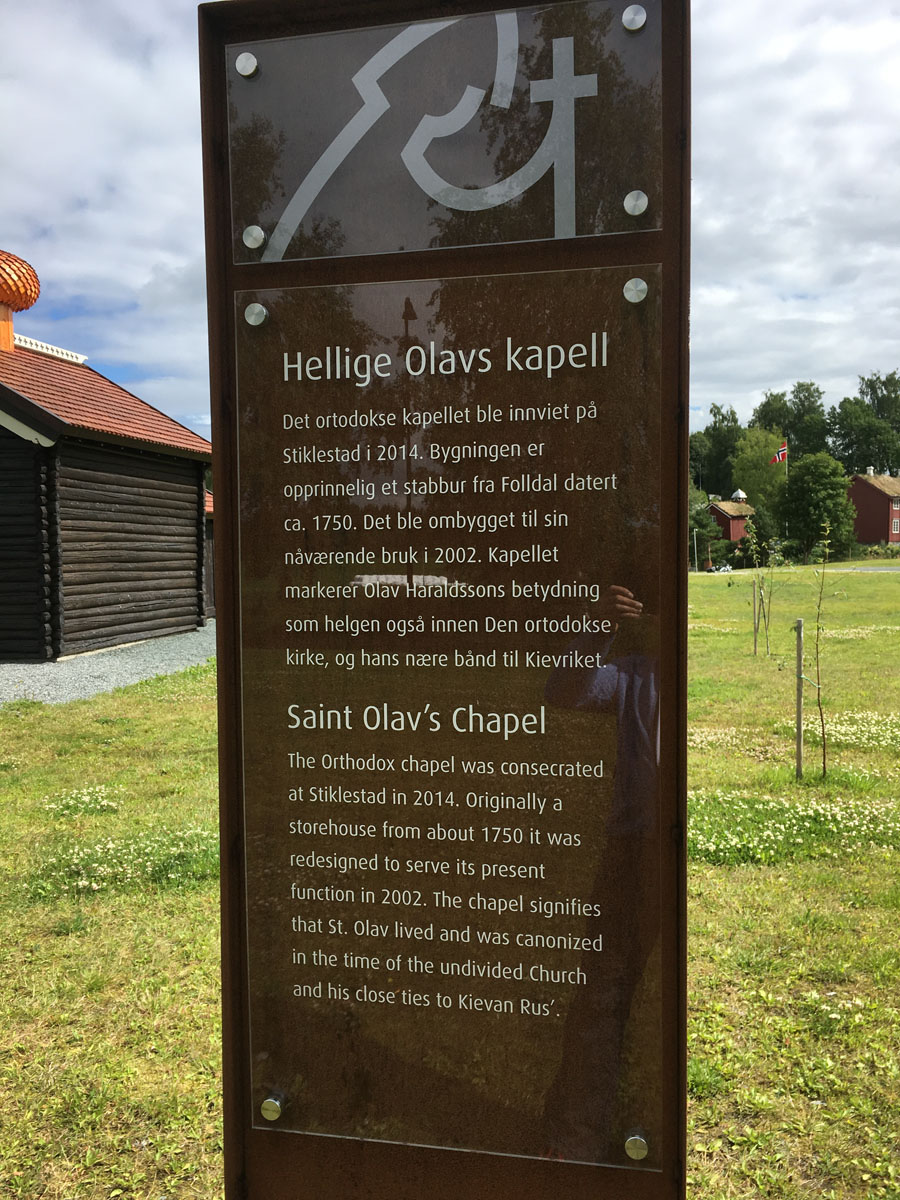 Hellige Olavs kapell
Det ortodokse kapellet ble innviet på
Stiklestad i 2014. Bygningen er
opprinnelig et stabbur fra Folldal datert
ca. 1750. Det ble ombygget til sin
nåværende bruk i 2002. Kapellet
markerer Olav Haraldssons betydning
som helgen også innen Den ortodokse
kirke, og hans nære bånd til Kievriket.
Saint Olav's Chapel
The Orthodox chapel was consecrated
at Stiklestad in 2014. Originally a
storehouse from about 1750 it was
redesigned to serve its present
function in 2002. The chapel signifies
that St. Olav lived and was canonized
in the time of the undivided Church
and his close ties to Kievan Rus'.